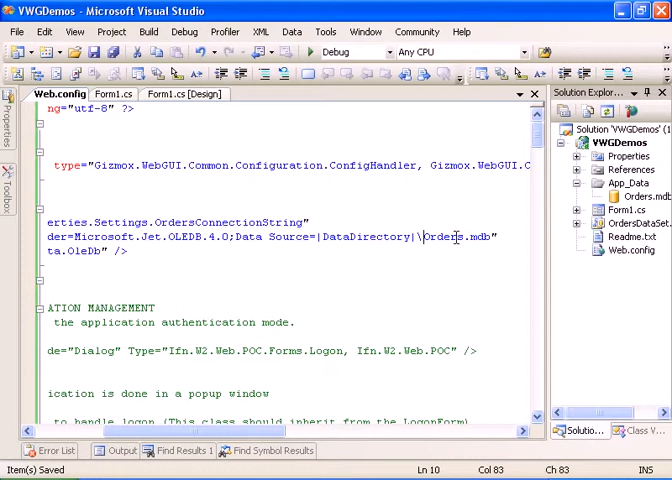 VWGDemos - Microsoft Visual Studio
File Edit View Project Build Debug Data Tools Window Community Help
Debug Any CPU
Web.config Form1.cs Form1.cs [Design]
Properties
Toolbox
ng="utf-8" ?>
type="Gizmox.WebGUI.Common.Configuration.ConfigHandler, Gizmox.WebGUI.C
erties.Settings.OrdersConnectionString"
der=Microsoft.Jet.OLEDB.4.0;Data Source=|DataDirectory|\Orders.mdb"
ta.OleDb" />
ATION MANAGEMENT
the application authentication mode.
de="Dialog" Type="Ifn.W2.Web.POC.Forms.Logon, Ifn.W2.Web.POC" />
ication is done in a popup window
to handle logon (This class should inherit from the LogonForm)
Solution Explor...
Solution 'VWGDemos' (1
VWGDemos
Properties
References
App_Data
Orders.mdb
Form1.cs
OrdersDataSet.
Readme.txt
Web.config
Solutio... Class V...
Error List Output Find Results 1 Find Symbol Results
Item(s) Saved Ln 10 Col 83 Ch 83 INS